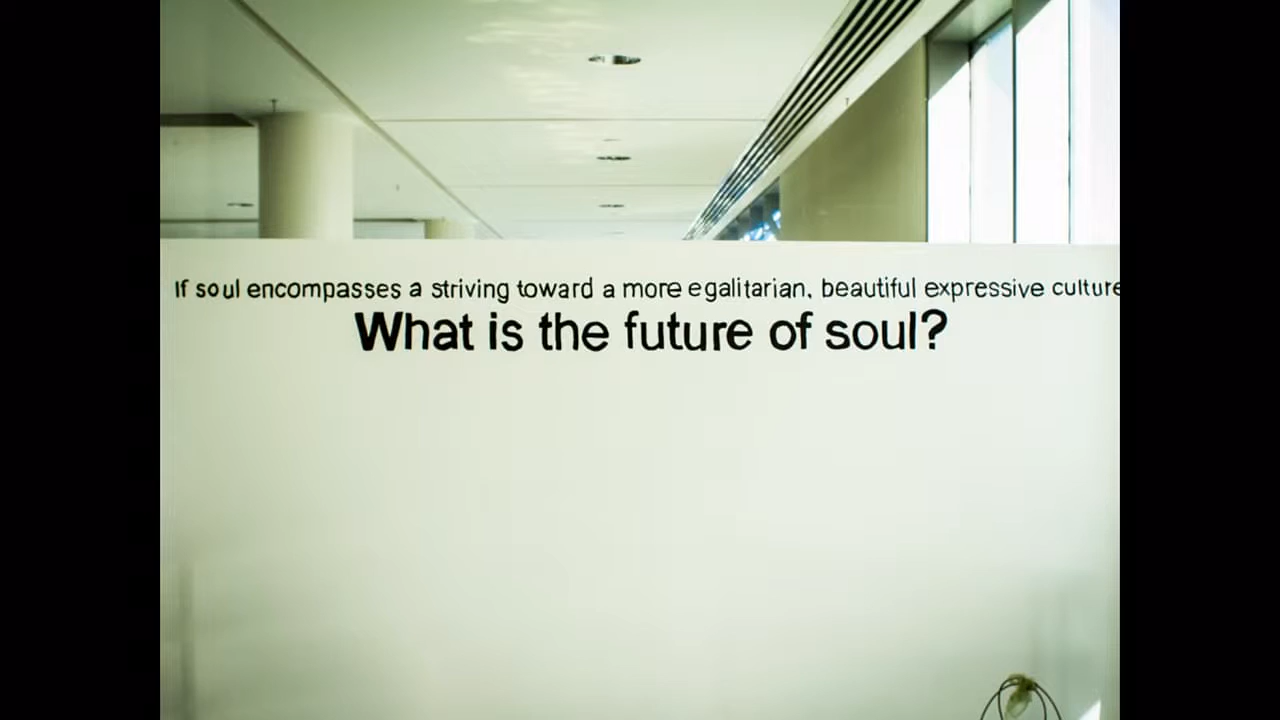 If soul encompasses a striving toward a more egalitarian, beautiful expressive culture
What is the future of soul?